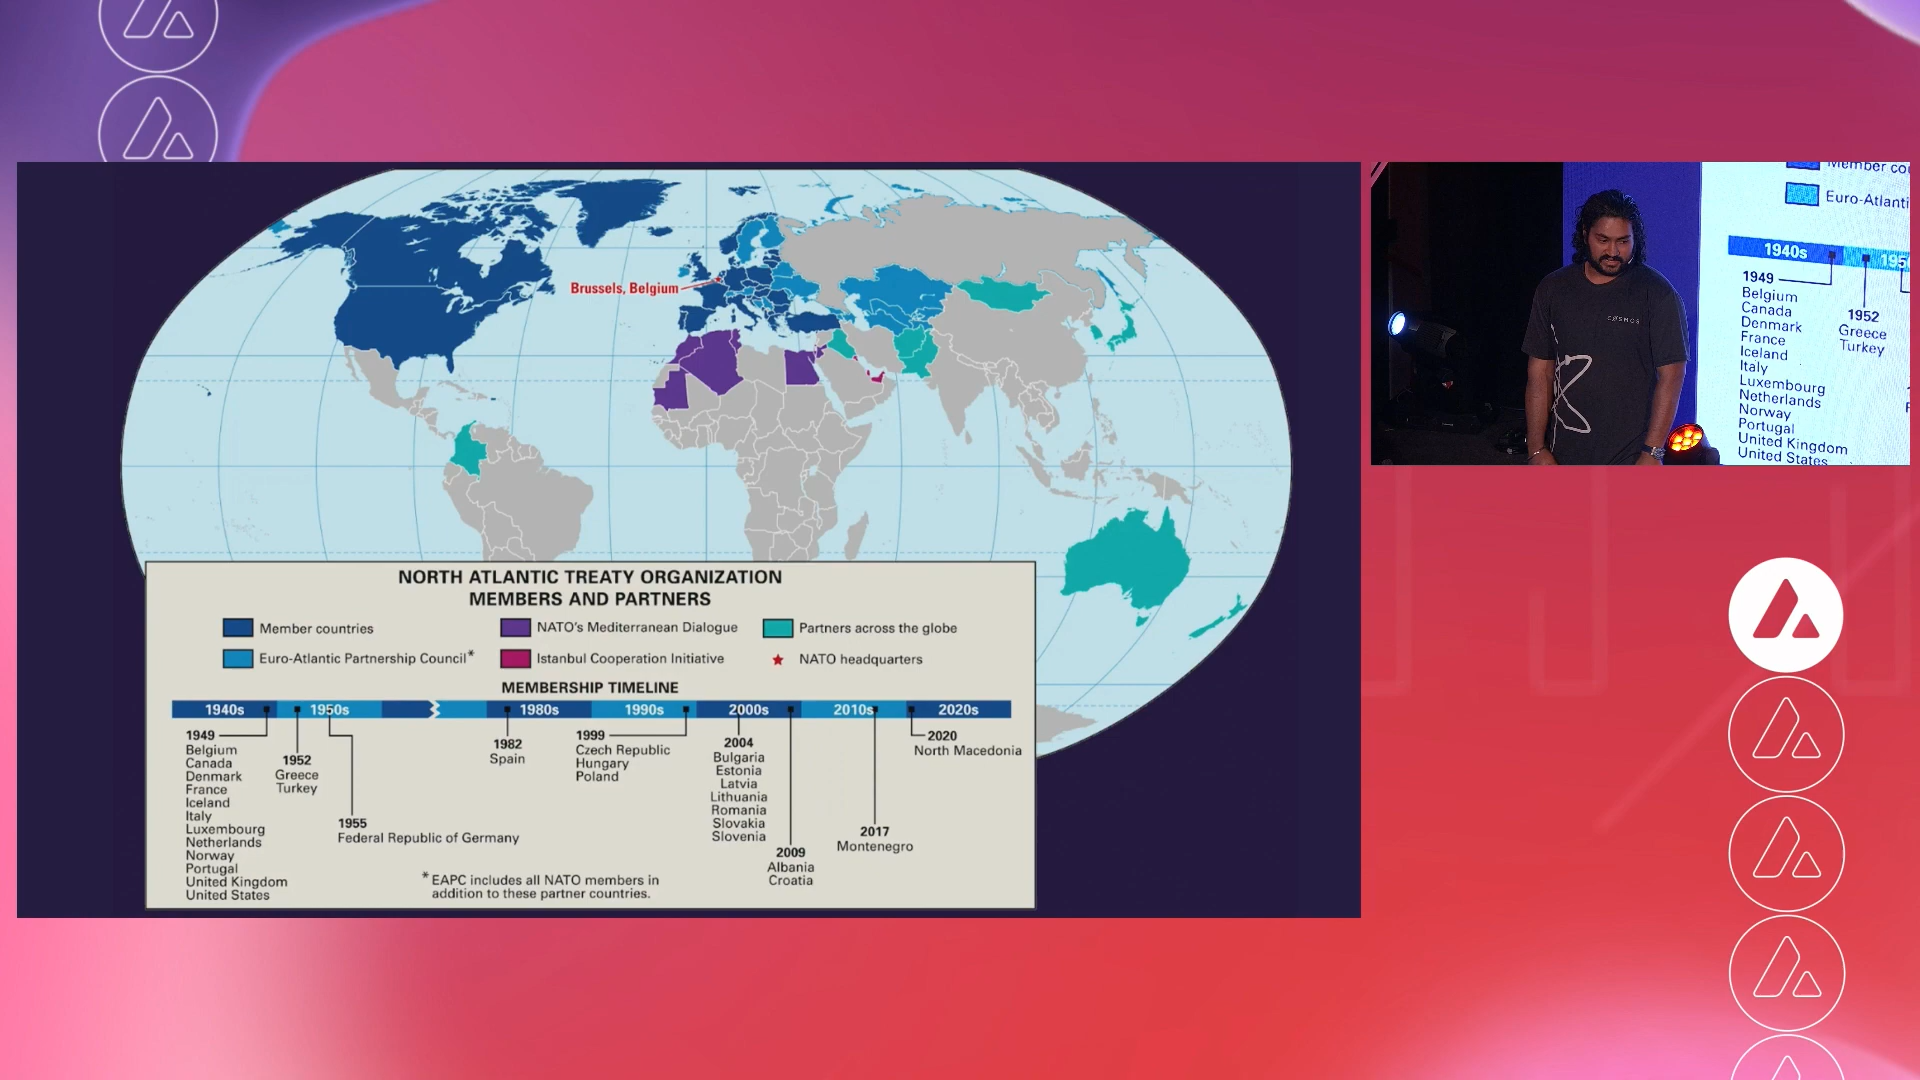 Brussels, Belgium
NORTH ATLANTIC TREATY ORGANIZATION
MEMBERS AND PARTNERS
Member countries
NATO's Mediterranean Dialogue
Partners across the globe
Euro-Atlantic Partnership Council*
Istanbul Cooperation Initiative
NATO headquarters
MEMBERSHIP TIMELINE
1940s
1950s
1980s
1990s
2000s
2010s
2020s
1949
Belgium
Canada
Denmark
France
Iceland
Italy
Luxembourg
Netherlands
Norway
Portugal
United Kingdom
United States
1952
Greece
Turkey
1955
Federal Republic of Germany
1982
Spain
1999
Czech Republic
Hungary
Poland
2004
Bulgaria
Estonia
Latvia
Lithuania
Romania
Slovakia
Slovenia
2009
Albania
Croatia
2017
Montenegro
2020
North Macedonia
* EAPC includes all NATO members in
addition to these partner countries.
Member co
Euro-Atlanti
1940s
195
1949
Belgium
Canada
Denmark
France
Iceland
Italy
Luxembourg
Netherlands
Norway
Portugal
United Kingdom
United States
1952
Greece
Turkey
COSMOS